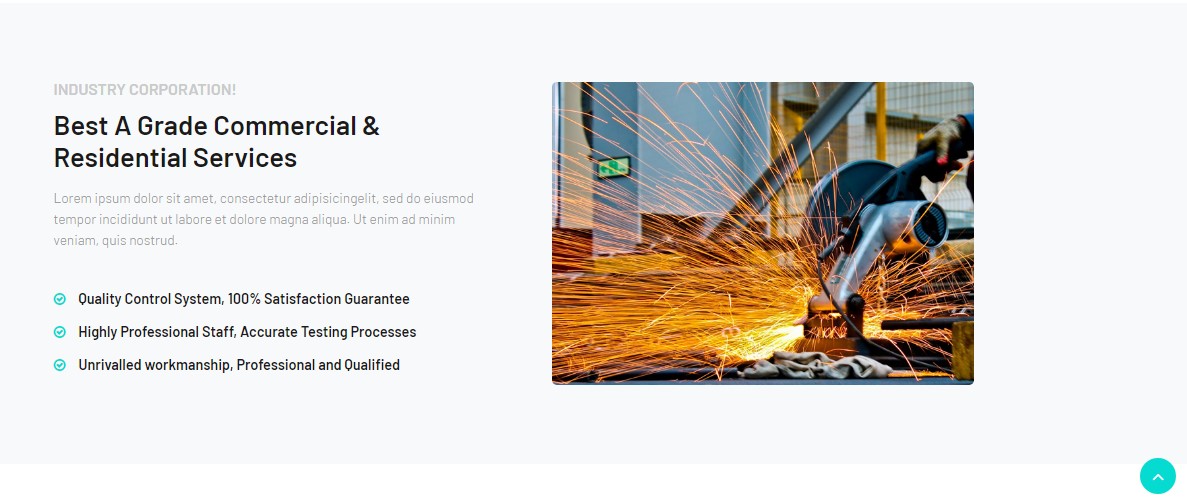 INDUSTRY CORPORATION!
Best A Grade Commercial &
Residential Services
Lorem ipsum dolor sit amet, consectetur adipisicingelit, sed do eiusmod
tempor incididunt ut labore et dolore magna aliqua. Ut enim ad minim
veniam, quis nostrud.
Quality Control System, 100% Satisfaction Guarantee
Highly Professional Staff, Accurate Testing Processes
Unrivalled workmanship, Professional and Qualified